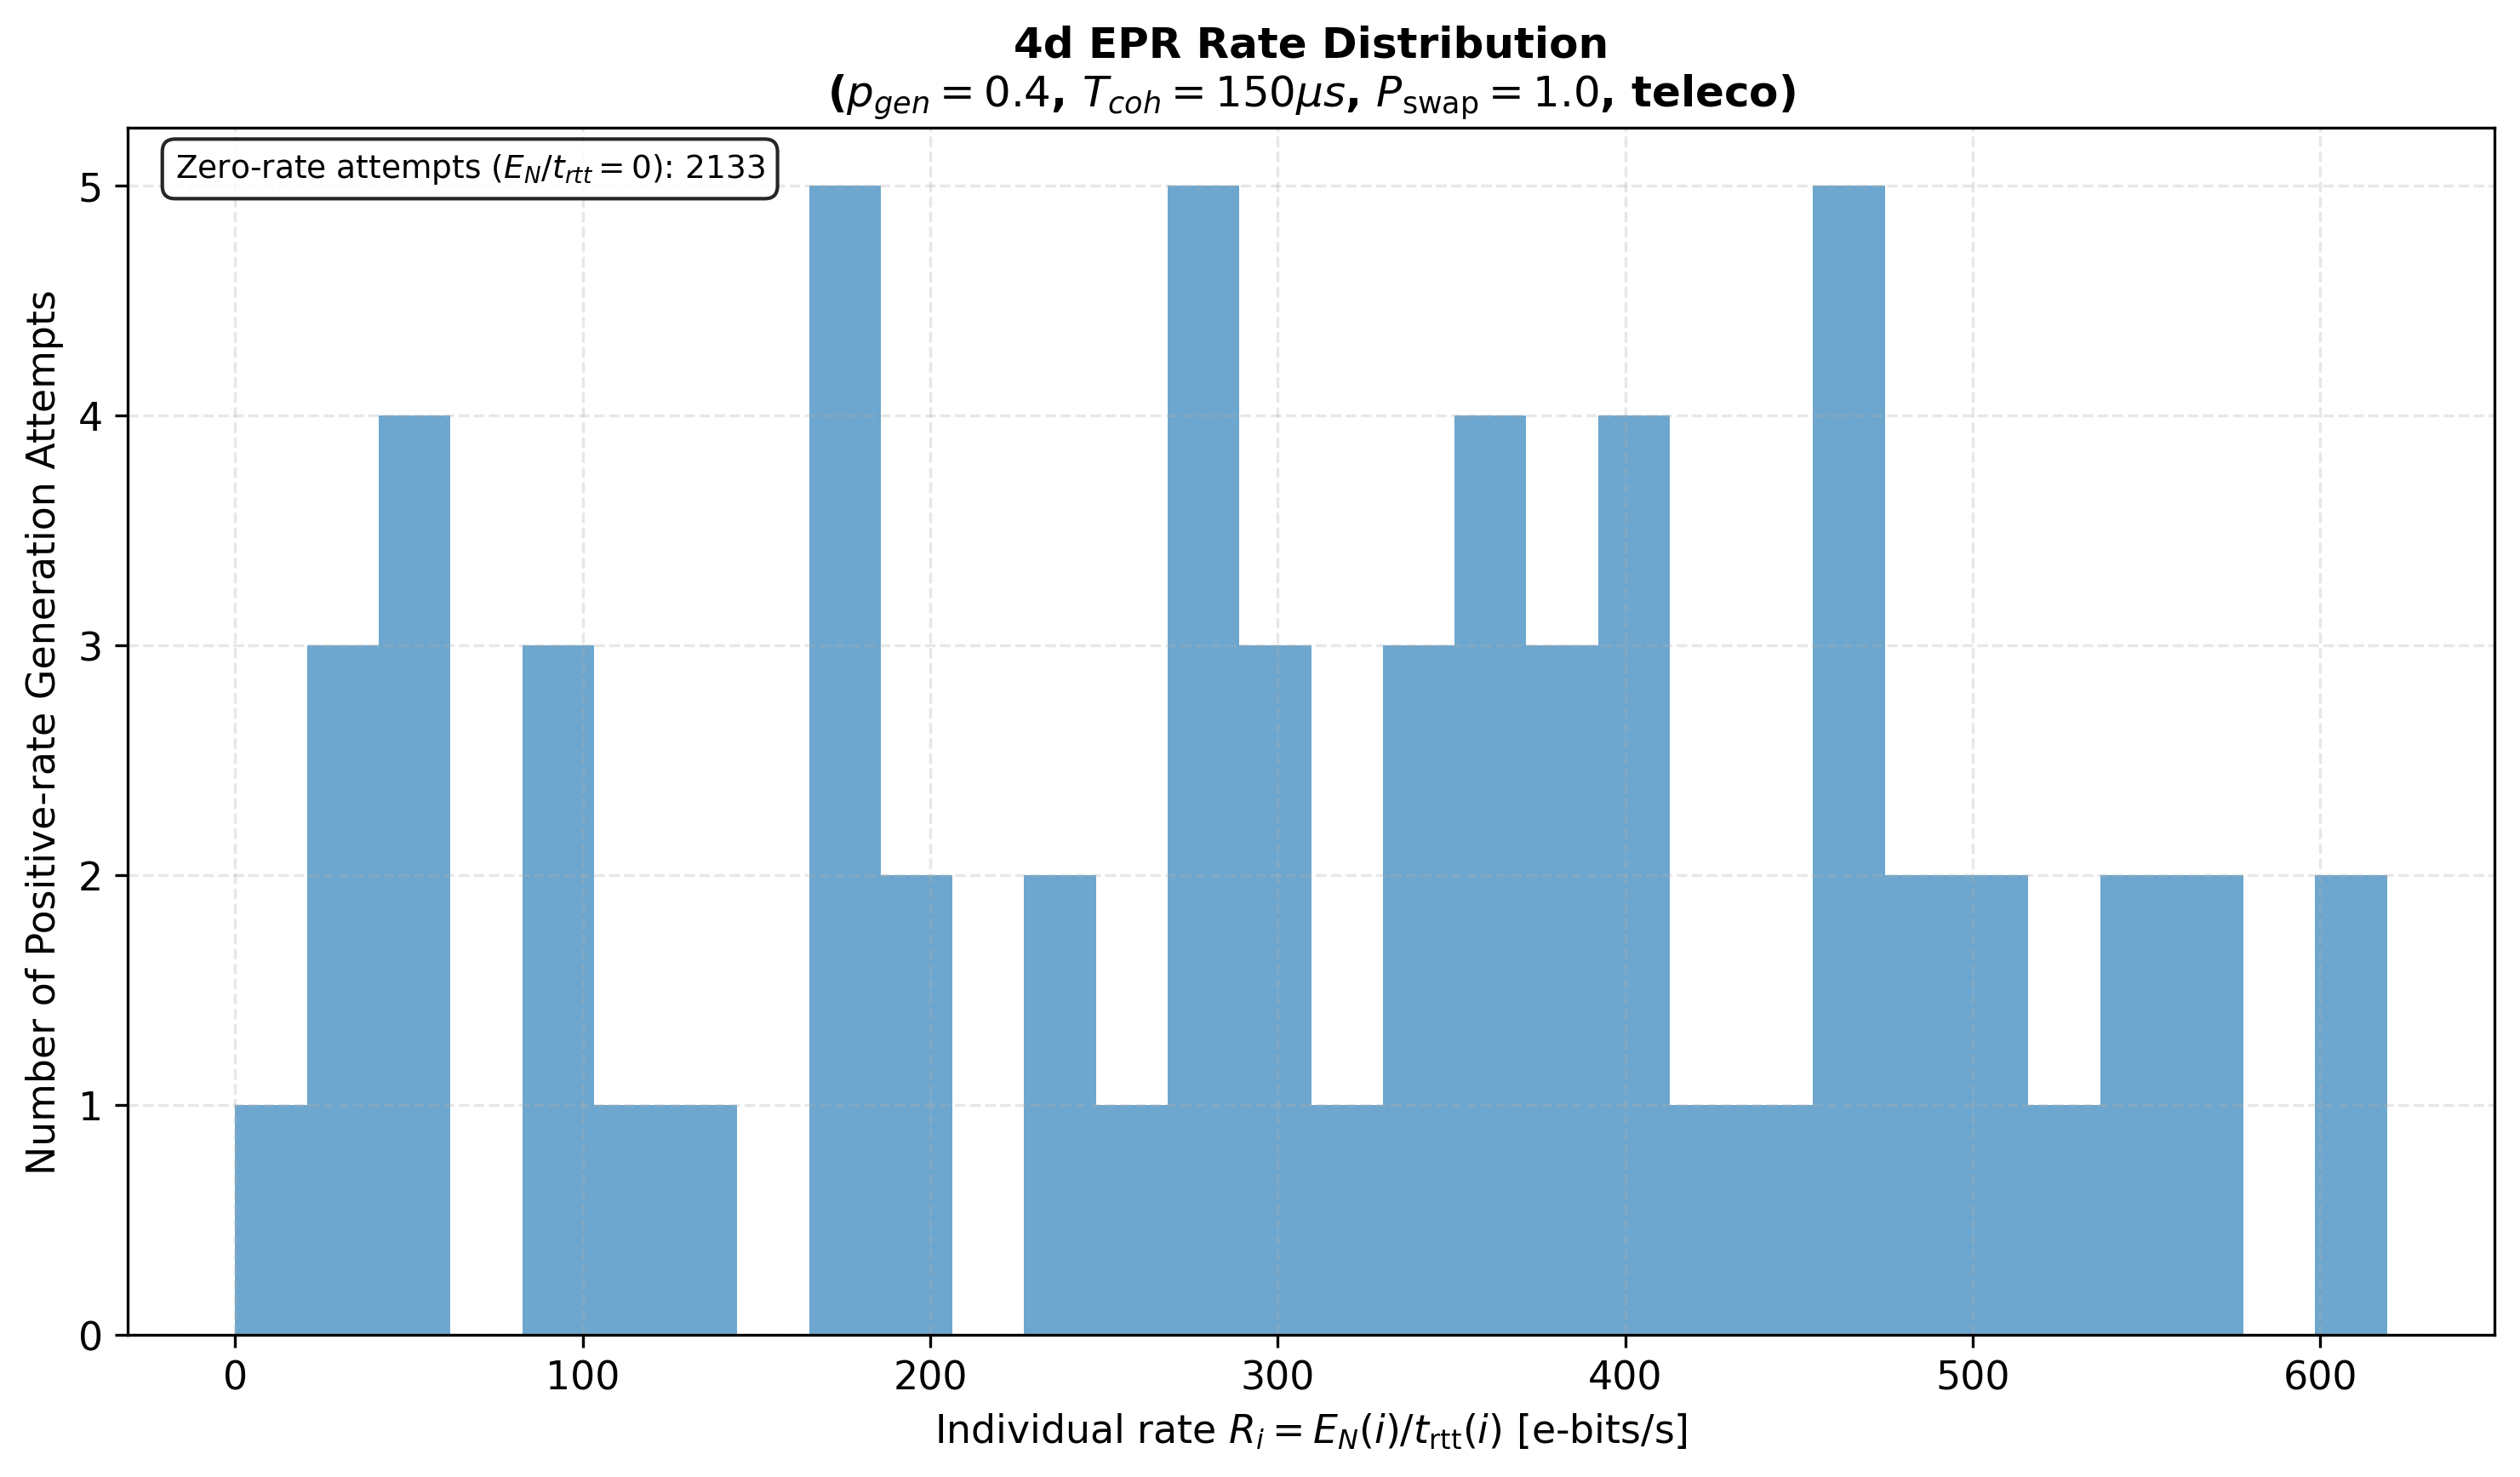 4d EPR Rate Distribution
(p_gen = 0.4, T_coh = 150μs, P_swap = 1.0, teleco)
Zero-rate attempts (E_N/t_rtt = 0): 2133
Number of Positive-rate Generation Attempts
5
4
3
2
1
0
0 100 200 300 400 500 600
Individual rate R_i = E_N(i)/t_rtt(i) [e-bits/s]